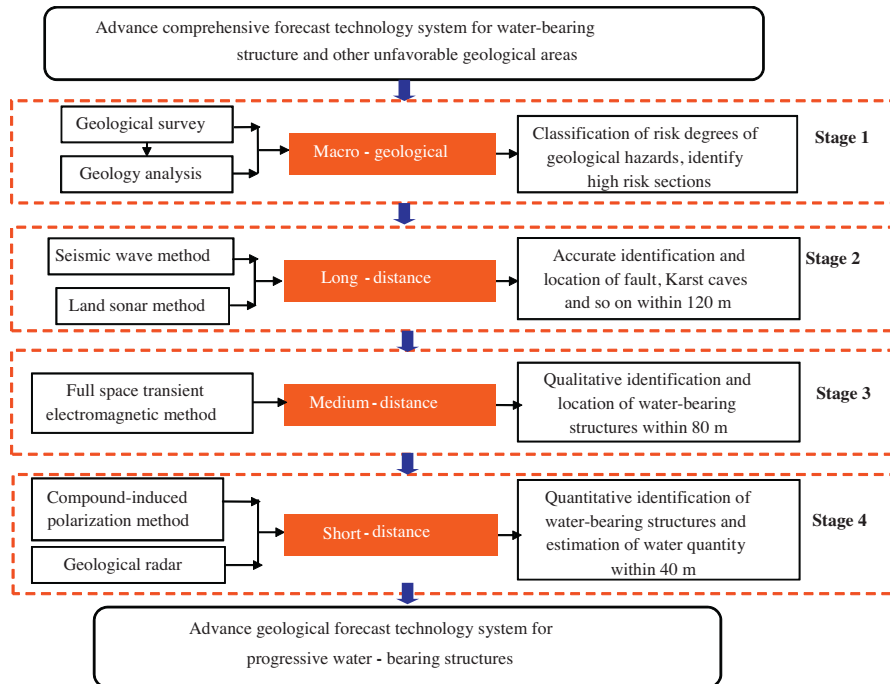 Advance comprehensive forecast technology system for water-bearing
structure and other unfavorable geological areas
Geological survey
Geology analysis
Macro - geological
Classification of risk degrees of
geological hazards, identify
high risk sections
Stage 1
Seismic wave method
Land sonar method
Long - distance
Accurate identification and
location of fault, Karst caves
and so on within 120 m
Stage 2
Full space transient
electromagnetic method
Medium - distance
Qualitative identification and
location of water-bearing
structures within 80 m
Stage 3
Compound-induced
polarization method
Geological radar
Short - distance
Quantitative identification of
water-bearing structures and
estimation of water quantity
within 40 m
Stage 4
Advance geological forecast technology system for
progressive water - bearing structures